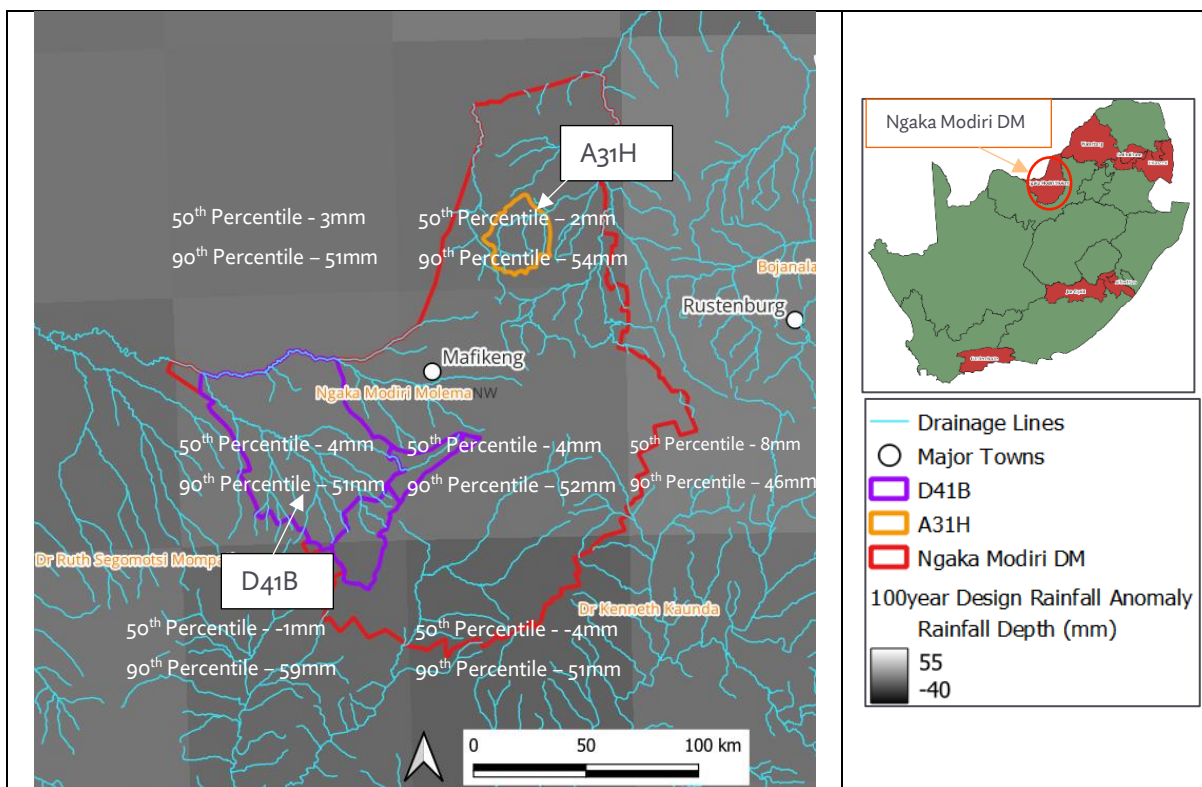 A31H
50th Percentile - 3mm
90th Percentile – 51mm
50th Percentile – 2mm
90th Percentile – 54mm
Bojanala
Rustenburg
Mafikeng
Ngaka Modiri Molema
NW
50th Percentile - 4mm
90th Percentile – 51mm
50th Percentile - 4mm
90th Percentile – 52mm
50th Percentile - 8mm
90th Percentile – 46mm
Dr Ruth Segomotsi Mompa
D41B
Dr Kenneth Kaunda
50th Percentile - -1mm
90th Percentile – 59mm
50th Percentile - -4mm
90th Percentile – 51mm
0 50 100 km
Ngaka Modiri DM
Drainage Lines
Major Towns
D41B
A31H
Ngaka Modiri DM
100year Design Rainfall Anomaly
Rainfall Depth (mm)
55
-40